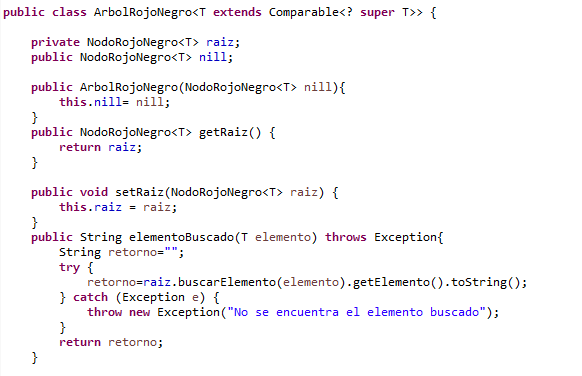 public class ArbolRojoNegro<T extends Comparable<? super T>> {
private NodoRojoNegro<T> raiz;
public NodoRojoNegro<T> nill;
public ArbolRojoNegro(NodoRojoNegro<T> nill){
this.nill= nill;
}
public NodoRojoNegro<T> getRaiz() {
return raiz;
}
public void setRaiz(NodoRojoNegro<T> raiz) {
this.raiz = raiz;
}
public String elementoBuscado(T elemento) throws Exception{
String retorno="";
try {
retorno=raiz.buscarElemento(elemento).getElemento().toString();
} catch (Exception e) {
throw new Exception("No se encuentra el elemento buscado");
}
return retorno;
}